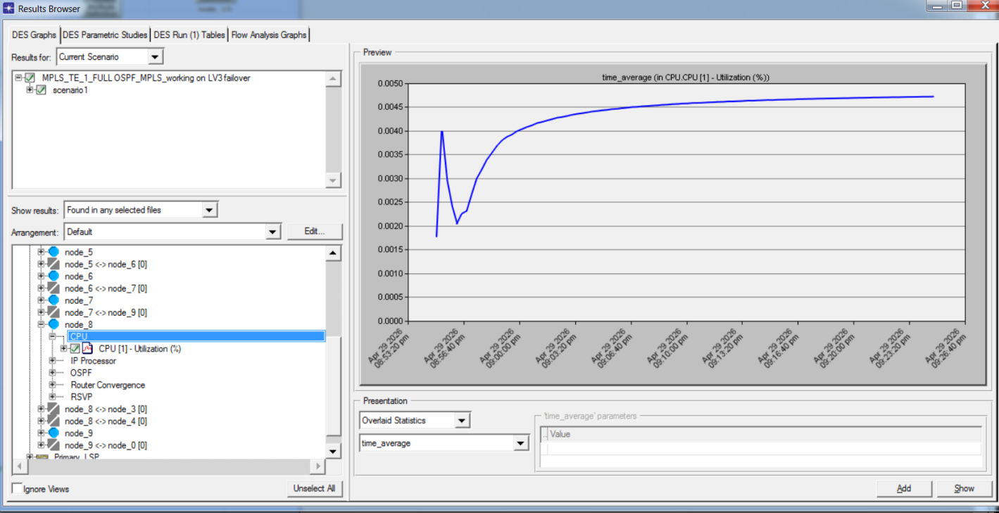 Results Browser
DES Graphs DES Parametric Studies DES Run (1) Tables Flow Analysis Graphs
Results for: Current Scenario
MPLS_TE_1_FULL OSPF_MPLS_working on LV3 failover
scenario1
Show results: Found in any selected files
Arrangement: Default Edit...
node_5
node_5 <-> node_6 [0]
node_6
node_6 <-> node_7 [0]
node_7
node_7 <-> node_9 [0]
node_8
CPU
CPU [1] - Utilization (%)
IP Processor
OSPF
Router Convergence
RSVP
node_8 <-> node_3 [0]
node_8 <-> node_4 [0]
node_9
node_9 <-> node_0 [0]
Primary_LSP
Ignore Views Unselect All
Preview
time_average (in CPU.CPU [1] - Utilization (%))
0.0050
0.0045
0.0040
0.0035
0.0030
0.0025
0.0020
0.0015
0.0010
0.0005
0.0000
Apr 29 2026
08:53:20 pm
Apr 29 2026
08:56:40 pm
Apr 29 2026
09:00:00 pm
Apr 29 2026
09:03:20 pm
Apr 29 2026
09:06:40 pm
Apr 29 2026
09:10:00 pm
Apr 29 2026
09:13:20 pm
Apr 29 2026
09:16:40 pm
Apr 29 2026
09:20:00 pm
Apr 29 2026
09:23:20 pm
Apr 29 2026
09:26:40 pm
Presentation
Overlaid Statistics
time_average
'time_average' parameters
... Value
Add Show